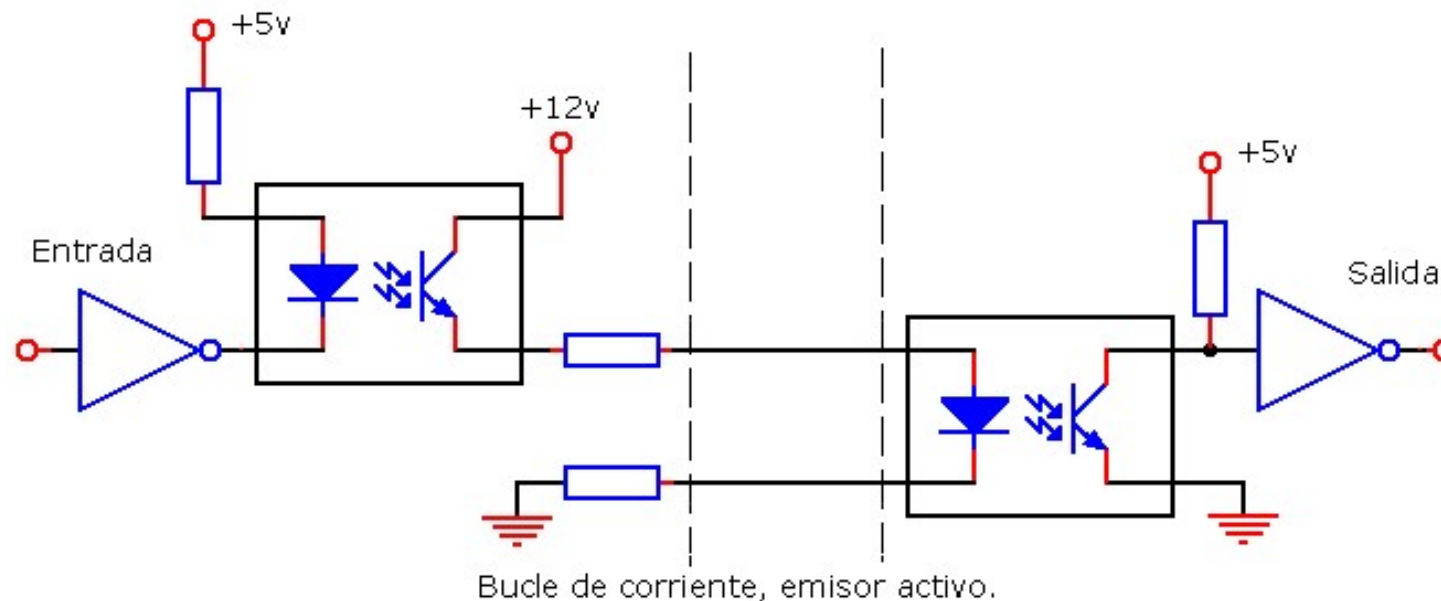 +5v
+12v
+5v
Entrada
Salida
Bucle de corriente, emisor activo.